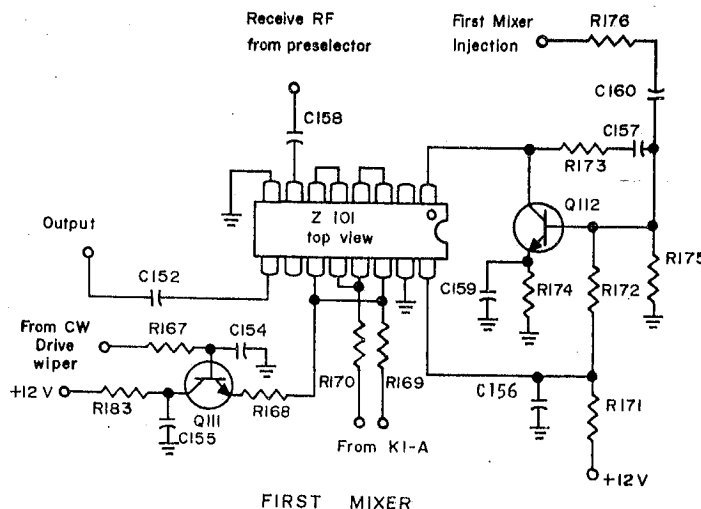 Receive RF
from preselector
First Mixer
Injection
R176
C160
C158
C157
R173
Q112
Z 101
top view
Output
C152
C159
R174
R172
R175
From CW
Drive
wiper
R167
C154
+12 V
R183
Q111
R168
C155
R170
R169
C156
R171
From K1-A
+12V
FIRST MIXER